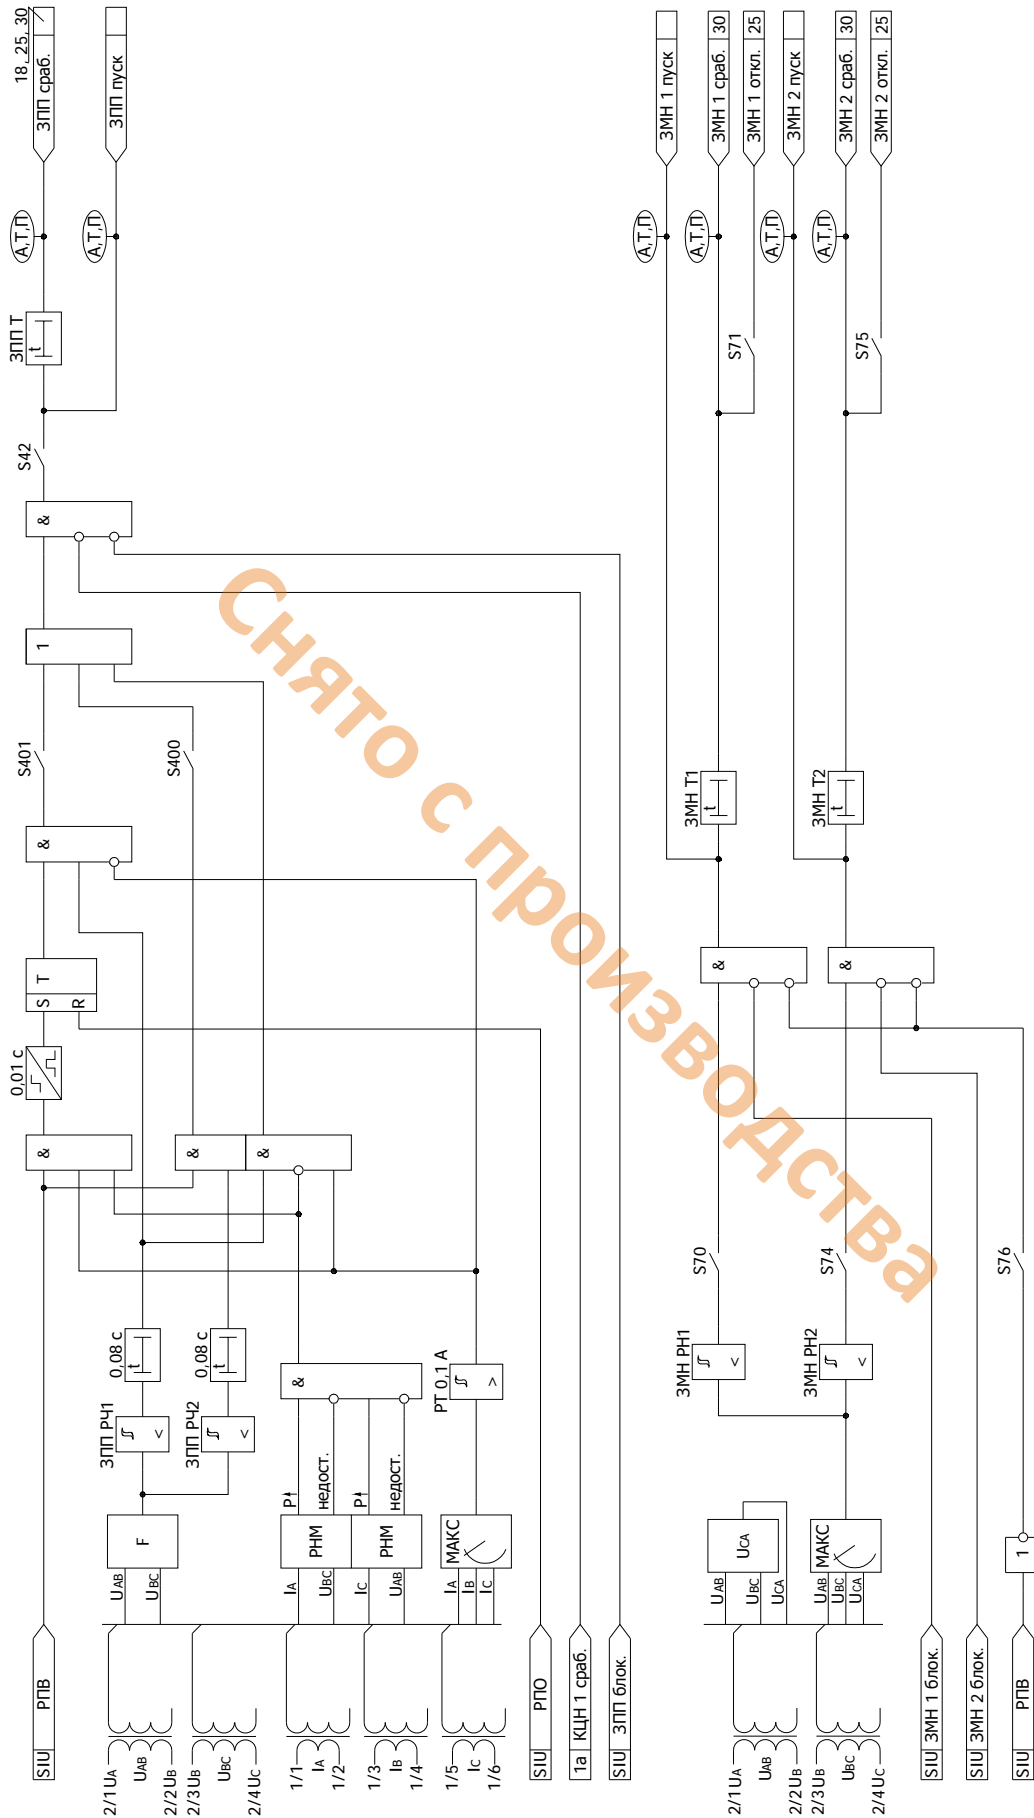 18, 25, 30
ЗПП сраб.
ЗПП пуск
А,Т,П
А,Т,П
ЗПП Т
t
S42
&
1
S401
S400
&
S T
R
0,01 с
&
&
&
0,08 с
t
0,08 с
t
ЗПП РЧ1
<
ЗПП РЧ2
<
F
UAB
UBC
&
P
недост.
P
недост.
РНМ
РНМ
IA
UBC
IC
UAB
РТ 0,1 А
>
МАКС
IA
IB
IC
SIU РПВ
2/1 UA
UAB
2/2 UB
2/3 UB
UBC
2/4 UC
1/1
IA
1/2
1/3
IB
1/4
1/5
IC
1/6
SIU РПО
1а КЦН 1 сраб.
SIU ЗПП блок.
ЗМН 1 пуск
ЗМН 1 сраб. 30
ЗМН 1 откл. 25
ЗМН 2 пуск
ЗМН 2 сраб. 30
ЗМН 2 откл. 25
А,Т,П
А,Т,П
А,Т,П
А,Т,П
S71
S75
ЗМН Т1
t
ЗМН Т2
t
&
&
S70
S74
S76
ЗМН РН1
<
ЗМН РН2
<
UCA
UAB
UBC
UCA
МАКС
UAB
UBC
UCA
1
2/1 UA
UAB
2/2 UB
2/3 UB
UBC
2/4 UC
SIU ЗМН 1 блок.
SIU ЗМН 2 блок.
SIU РПВ
Снято с производства